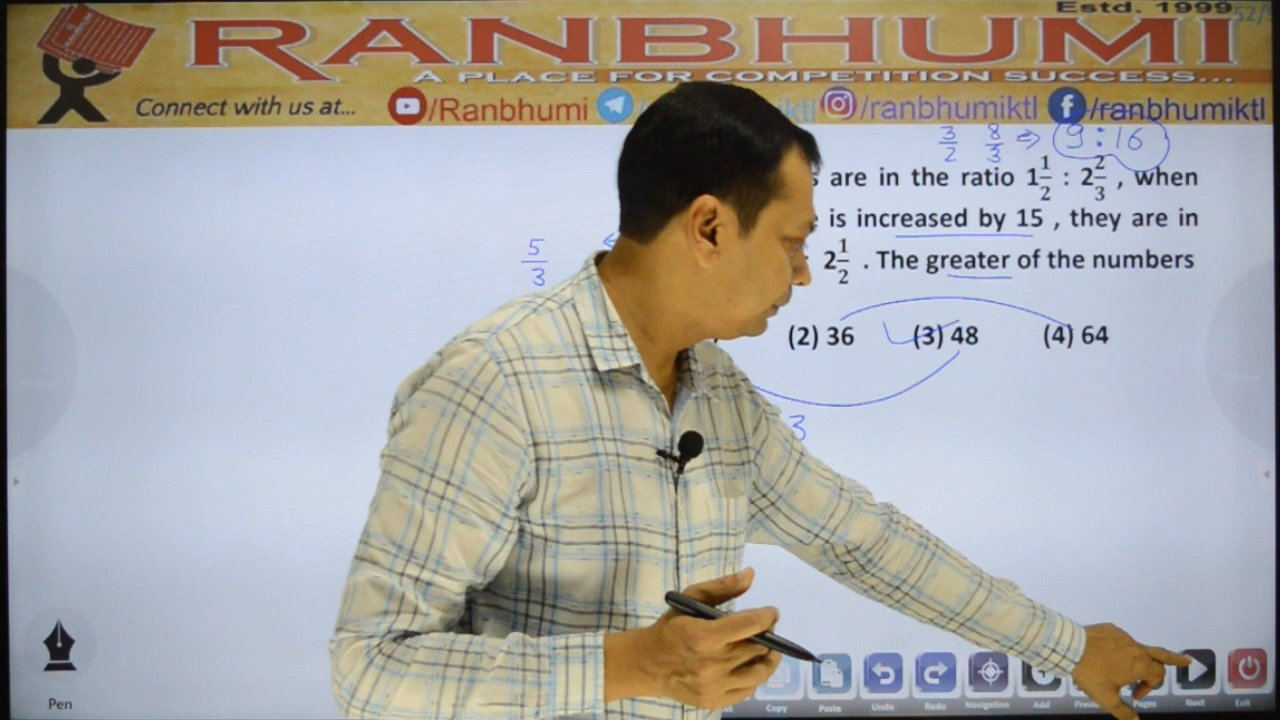 Estd. 1999
52/
RANBHUMI
A PLACE FOR COMPETITION SUCCESS...
Connect with us at... /Ranbhumi ktl /ranbhumiktl /ranbhumiktl
3/2 8/3 ⇒ 9:16
are in the ratio 1 1/2 : 2 2/3 , when
is increased by 15 , they are in
5/3
2 1/2 . The greater of the numbers
(2) 36 (3) 48 (4) 64
3
Pen
Copy Paste Undo Redo Navigation Add Pages Next Exit